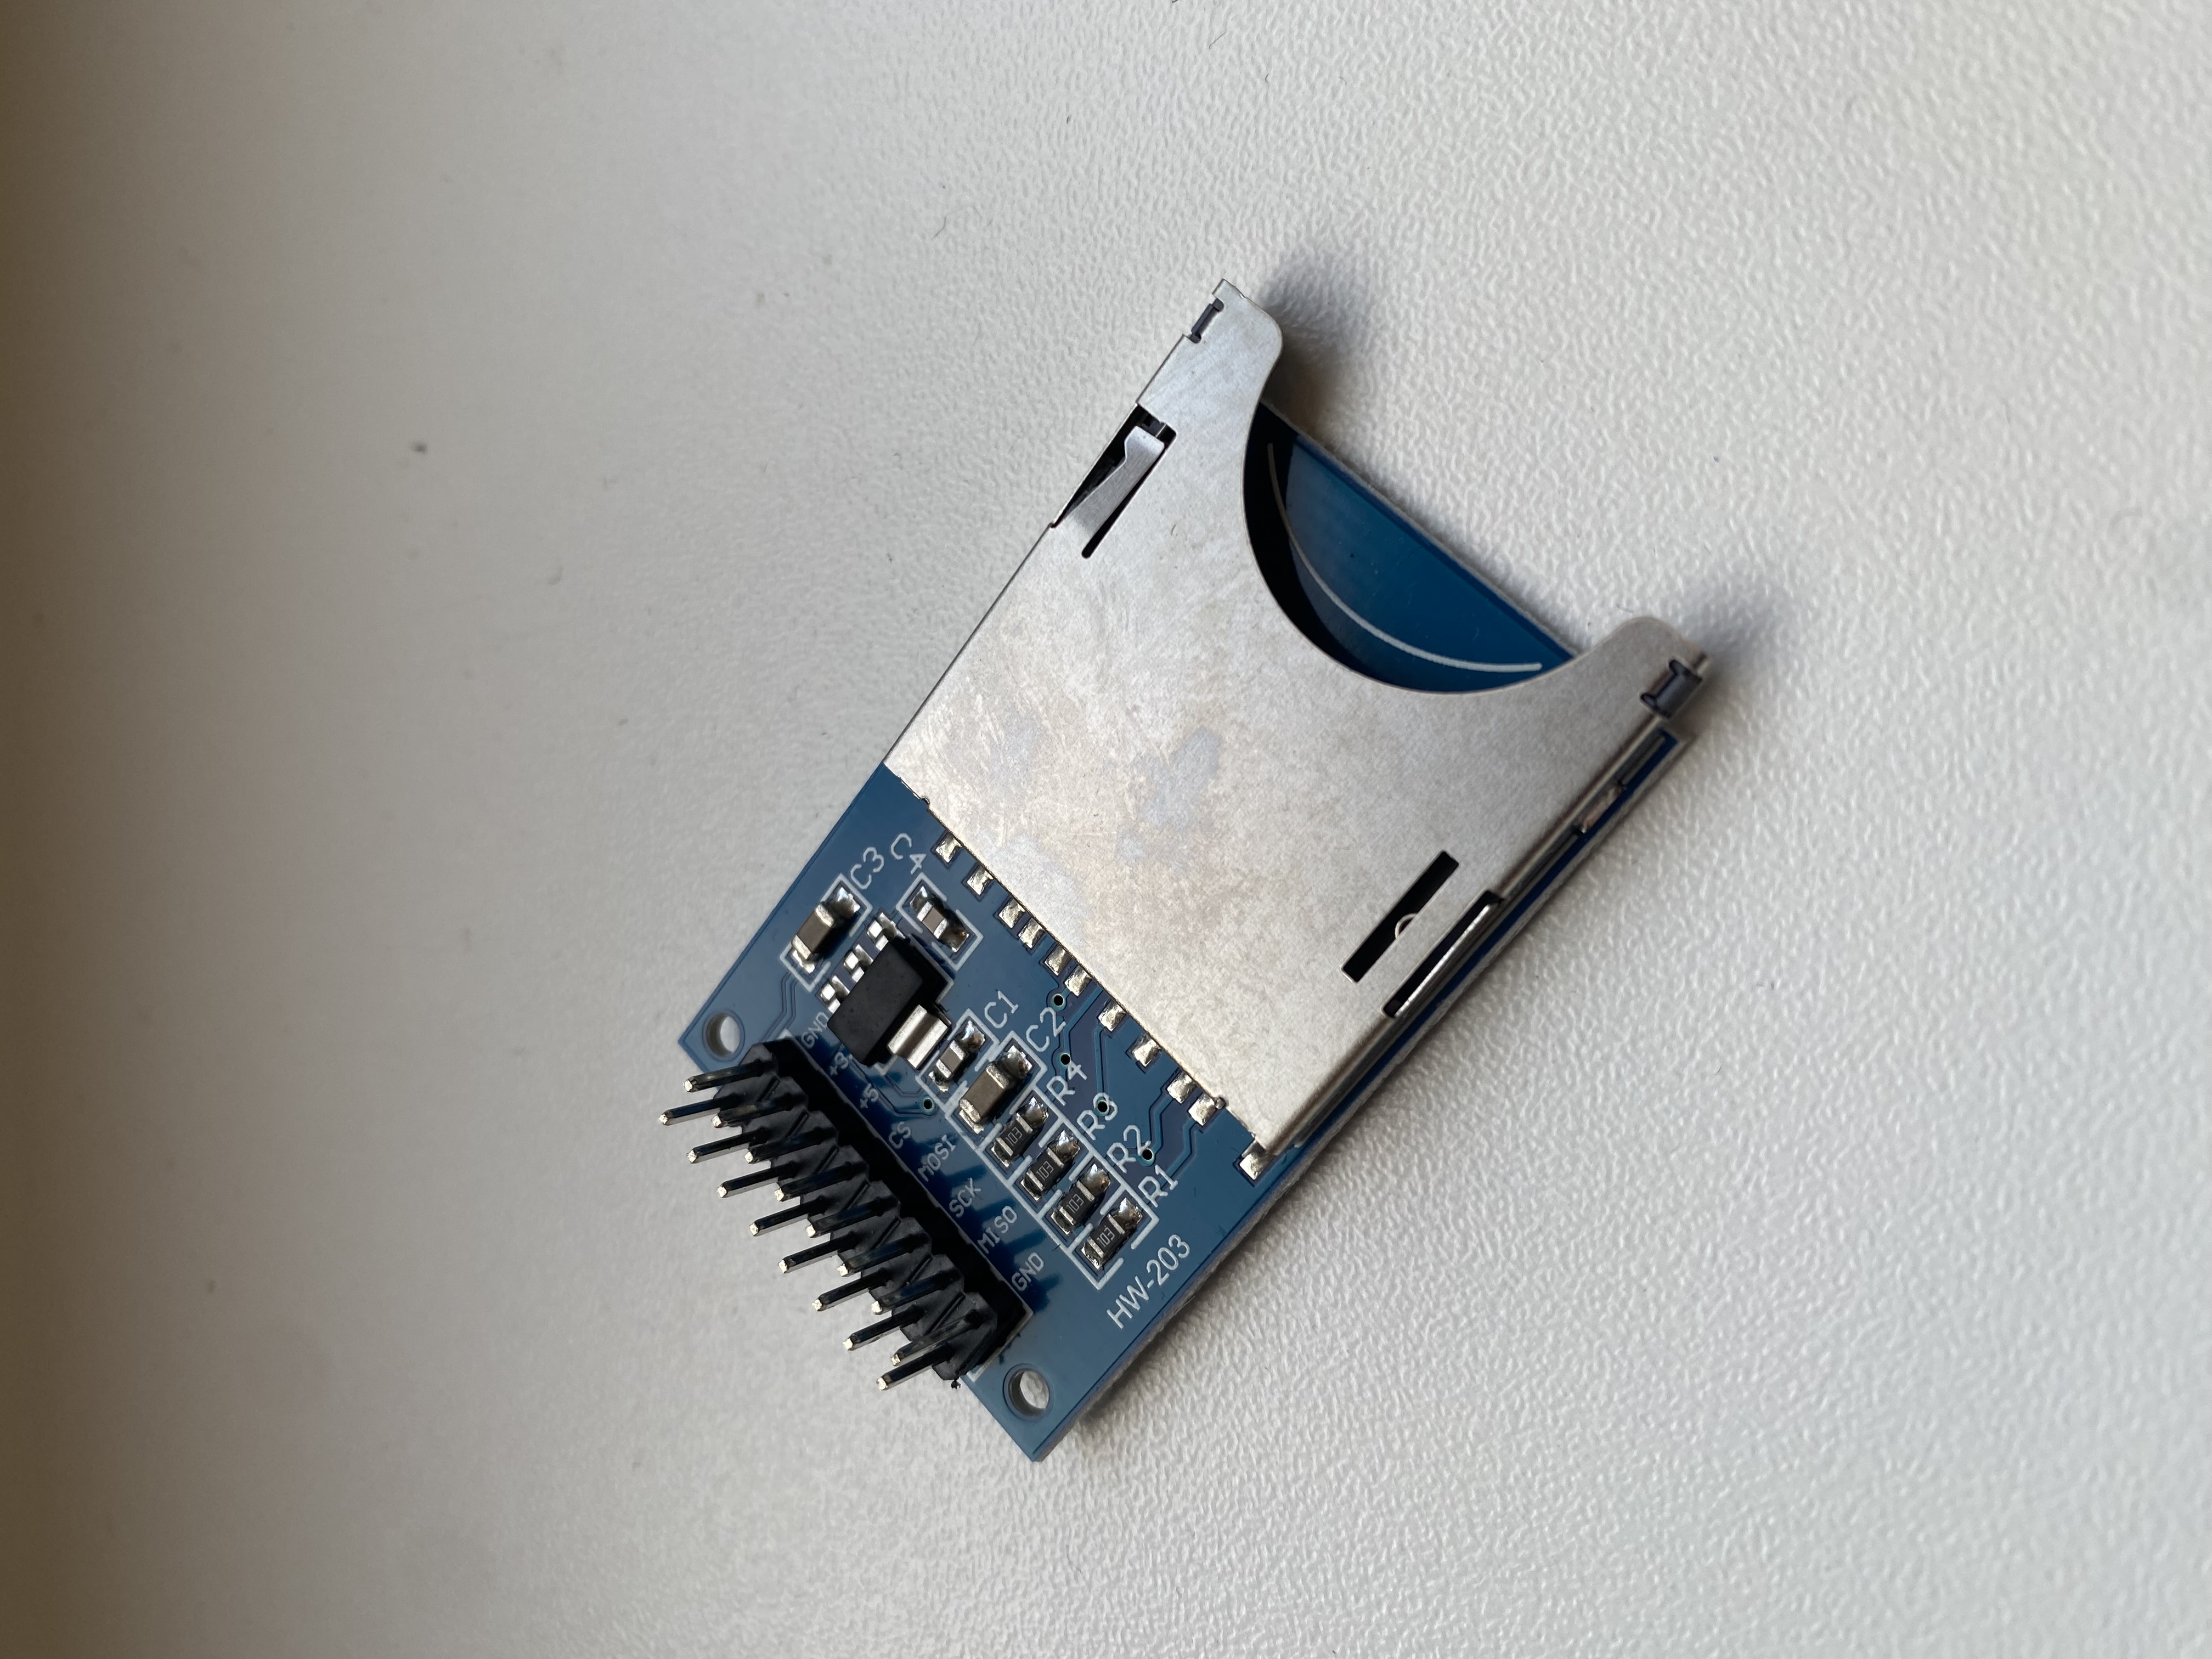 GND
+3
+5
CS
MOSI
SCK
MISO
GND
C3
C4
C1
C2
R4
R3
R2
R1
103
103
103
103
HW-203